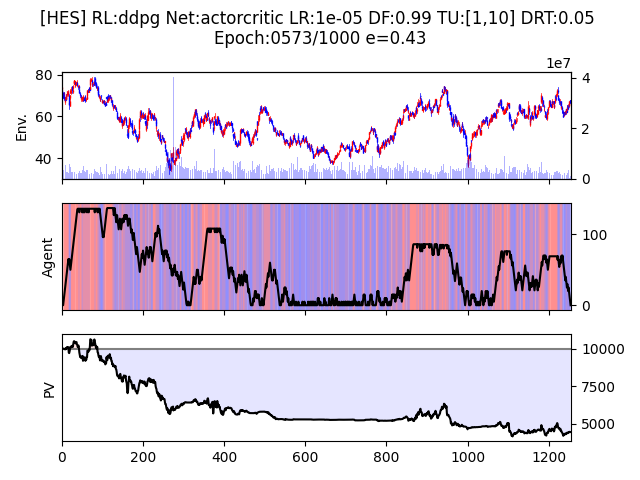 [HES] RL:ddpg Net:actorcritic LR:1e-05 DF:0.99 TU:[1,10] DRT:0.05
Epoch:0573/1000 e=0.43
1e7
80
60
40
Env.
4
2
0
Agent
100
0
PV
10000
7500
5000
0 200 400 600 800 1000 1200